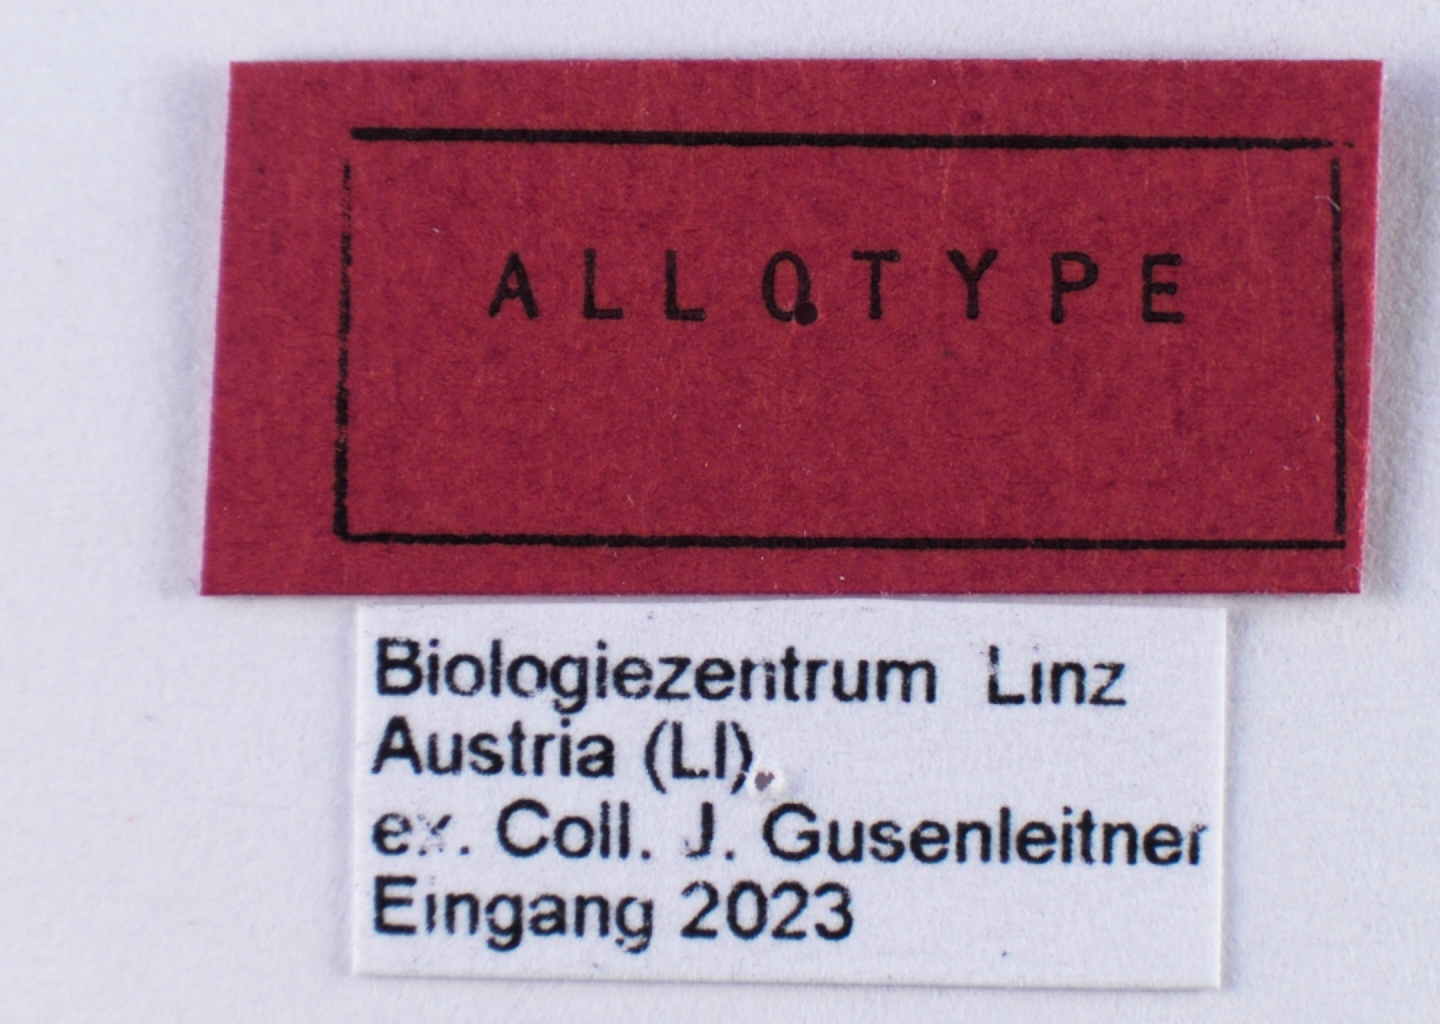 ALLOTYPE
Biologiezentrum Linz
Austria (LI)
ex. Coll. J. Gusenleitner
Eingang 2023